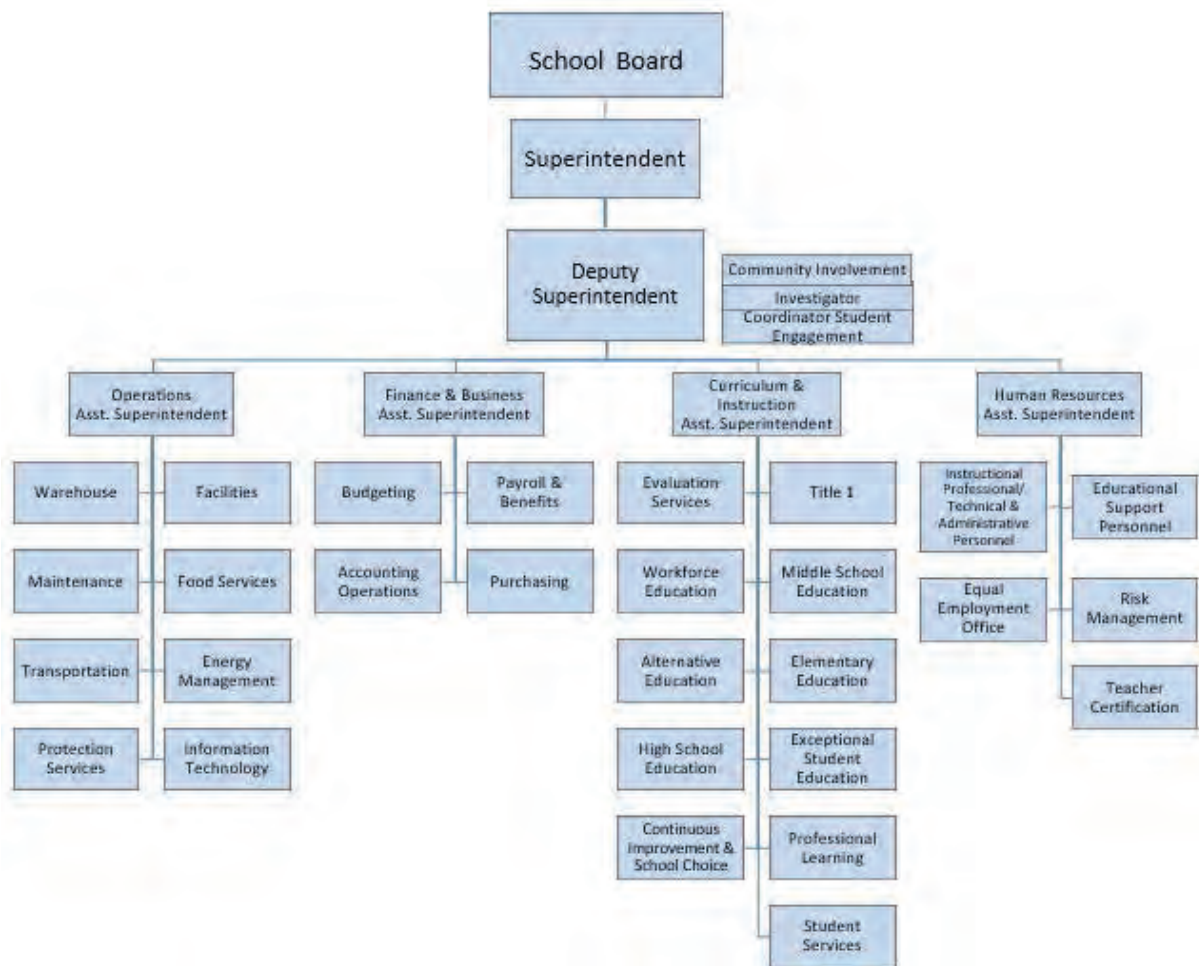 School Board
Superintendent
Deputy
Superintendent
Community Involvement
Investigator
Coordinator Student
Engagement
Operations
Asst. Superintendent
Finance & Business
Asst. Superintendent
Curriculum &
Instruction
Asst. Superintendent
Human Resources
Asst. Superintendent
Warehouse
Facilities
Maintenance
Food Services
Transportation
Energy
Management
Protection
Services
Information
Technology
Budgeting
Payroll &
Benefits
Accounting
Operations
Purchasing
Evaluation
Services
Title 1
Workforce
Education
Middle School
Education
Alternative
Education
Elementary
Education
High School
Education
Exceptional
Student
Education
Continuous
Improvement &
School Choice
Professional
Learning
Student
Services
Instructional
Professional/
Technical &
Administrative
Personnel
Educational
Support
Personnel
Equal
Employment
Office
Risk
Management
Teacher
Certification